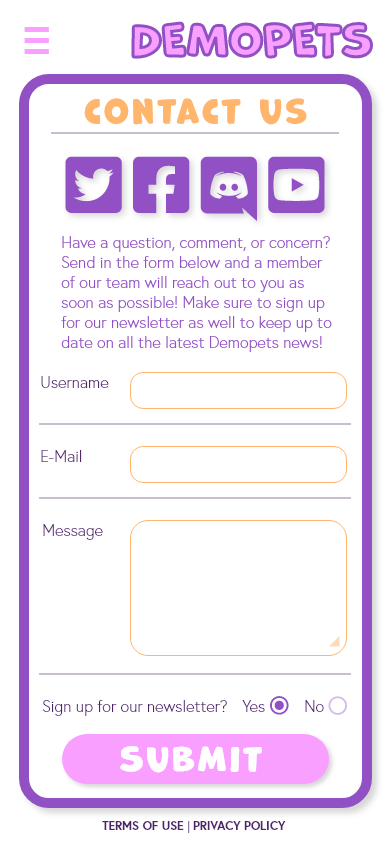 DEMOPETS
CONTACT US
Have a question, comment, or concern?
Send in the form below and a member
of our team will reach out to you as
soon as possible! Make sure to sign up
for our newsletter as well to keep up to
date on all the latest Demopets news!
Username
E-Mail
Message
Sign up for our newsletter? Yes No
SUBMIT
TERMS OF USE | PRIVACY POLICY